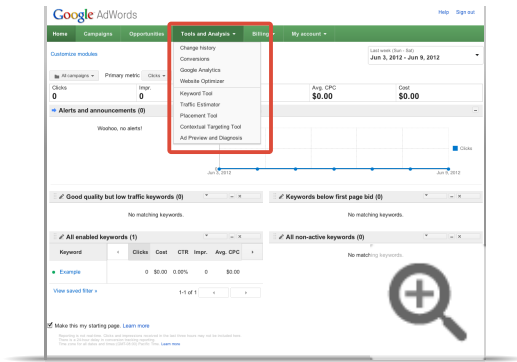 Google AdWords
Help Sign out
Home Campaigns Opportunities Tools and Analysis Billing My account
Customize modules
Last week (Sun - Sat)
Jun 3, 2012 - Jun 9, 2012
Change history
Conversions
Google Analytics
Website Optimizer
Keyword Tool
Traffic Estimator
Placement Tool
Contextual Targeting Tool
Ad Preview and Diagnosis
All campaigns Primary metric Clicks
Clicks Impr. Avg. CPC Cost
0 0 $0.00 $0.00
Alerts and announcements (0)
Woohoo, no alerts!
Clicks
0
Jun 3, 2012 Jun 9, 2012
Good quality but low traffic keywords (0)
No matching keywords.
Keywords below first page bid (0)
No matching keywords.
All enabled keywords (1)
Keyword Clicks Cost CTR Impr. Avg. CPC
Example 0 $0.00 0.00% 0 $0.00
View saved filter » 1-1 of 1
All non-active keywords (0)
No matching keywords.
Make this my starting page. Learn more
Learn more